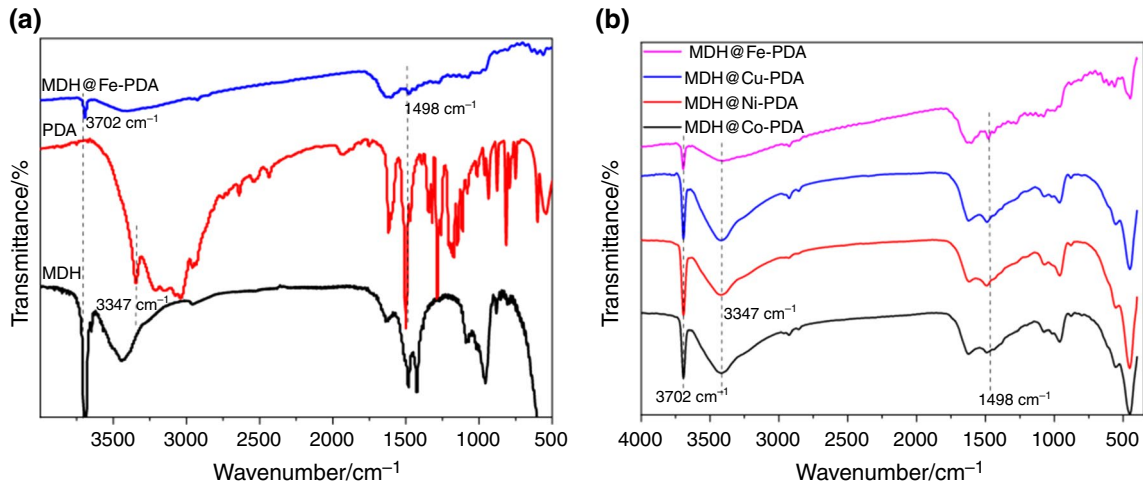 (a)
MDH@Fe-PDA
3702 cm⁻¹
1498 cm⁻¹
PDA
MDH
3347 cm⁻¹
Transmittance/%
3500 3000 2500 2000 1500 1000 500
Wavenumber/cm⁻¹
(b)
MDH@Fe-PDA
MDH@Cu-PDA
MDH@Ni-PDA
MDH@Co-PDA
3347 cm⁻¹
3702 cm⁻¹
1498 cm⁻¹
Transmittance/%
4000 3500 3000 2500 2000 1500 1000 500
Wavenumber/cm⁻¹